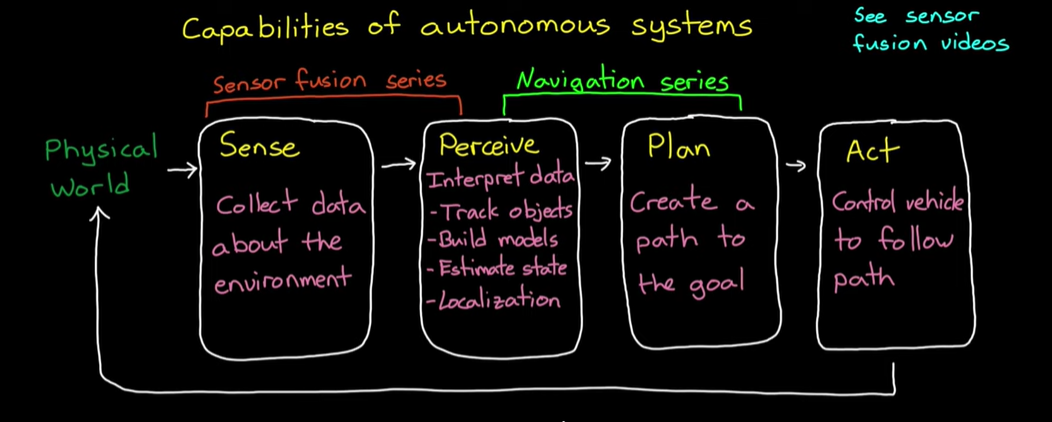 Capabilities of autonomous systems
See sensor
fusion videos
Sensor fusion series
Navigation series
Physical
World
Sense
Collect data
about the
environment
Perceive
Interpret data
-Track objects
-Build models
-Estimate state
-Localization
Plan
Create a
path to
the goal
Act
Control vehicle
to follow
path